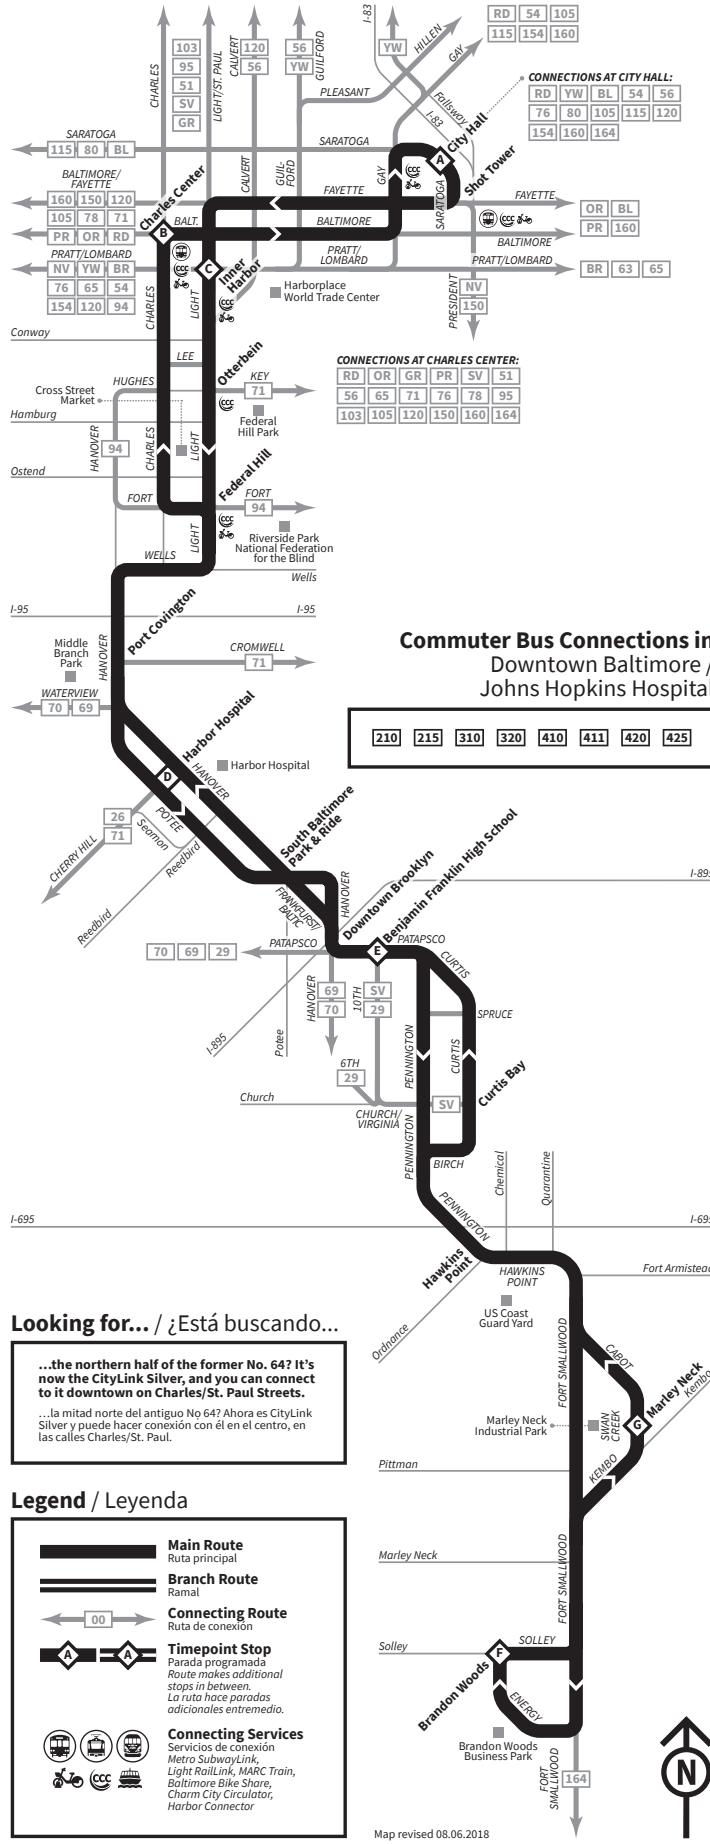 I-83
HILLEN
RD 54 105
115 154 160
CHARLES
103
95
51
SV
GR
LIGHT/ST. PAUL
CALVERT
120
56
56
YW
GUILFORD
YW
GAY
PLEASANT
Fallsway
I-83
CONNECTIONS AT CITY HALL:
RD YW BL 54 56
76 80 105 115 120
154 160 164
SARATOGA
115 80 BL
SARATOGA
City Hall
A
Shot Tower
BALTIMORE/
FAYETTE
160 150 120
105 78 71
PR OR RD
Charles Center
CALVERT
GUIL-
FORD
GAY
CCC
SARATOGA
FAYETTE
FAYETTE
OR BL
PR 160
B
BALT.
BALTIMORE
CCC
BALTIMORE
PRATT/LOMBARD
NV YW BR
76 65 54
154 120 94
CCC
C
Inner
Harbor
PRATT/
LOMBARD
PRATT/LOMBARD
BR 63 65
CHARLES
LIGHT
CCC
Harborplace
World Trade Center
PRESIDENT
NV
150
Conway
LEE
Otterbein
CONNECTIONS AT CHARLES CENTER:
RD OR GR PR SV 51
56 65 71 76 78 95
103 105 120 150 160 164
HUGHES
KEY
71
Cross Street
Market
CCC
Federal
Hill Park
Hamburg
HANOVER
94
CHARLES
LIGHT
Ostend
Federal Hill
FORT
FORT
94
LIGHT
CCC
Riverside Park
National Federation
for the Blind
WELLS
Wells
I-95
I-95
Port Covington
Middle
Branch
Park
HANOVER
CROMWELL
71
Commuter Bus Connections in
Downtown Baltimore /
Johns Hopkins Hospital
WATERVIEW
70 69
210 215 310 320 410 411 420 425
Harbor Hospital
Harbor Hospital
D
HANOVER
POTEE
26
71
CHERRY HILL
Seamon
Reedbird
Reedbird
South Baltimore
Park & Ride
FRANKFURST/
BALTIC
HANOVER
Downtown Brooklyn
Benjamin Franklin High School
I-895
70 69 29
PATAPSCO
E
PATAPSCO
CURTIS
HANOVER
69
70
10TH
SV
29
SPRUCE
I-895
Potee
PENNINGTON
CURTIS
Curtis Bay
6TH
29
Church
CHURCH/
VIRGINIA
SV
PENNINGTON
BIRCH
Chemical
Quarantine
PENNINGTON
I-695
I-695
Hawkins
Point
HAWKINS
POINT
Fort Armistead
US Coast
Guard Yard
Ordnance
Looking for... / ¿Está buscando...
...the northern half of the former No. 64? It's
now the CityLink Silver, and you can connect
to it downtown on Charles/St. Paul Streets.
...la mitad norte del antiguo Nọ 64? Ahora es CityLink
Silver y puede hacer conexión con él en el centro, en
las calles Charles/St. Paul.
FORT SMALLWOOD
CABOT
Marley Neck
Kembo
Marley Neck
Industrial Park
SWAN
CREEK
G
Pittman
KEMBO
Marley Neck
FORT SMALLWOOD
Solley
F
SOLLEY
Brandon Woods
ENERGY
Brandon Woods
Business Park
FORT
SMALLWOOD
164
N
Legend / Leyenda
Main Route
Ruta principal
Branch Route
Ramal
00
Connecting Route
Ruta de conexión
A A
Timepoint Stop
Parada programada
Route makes additional
stops in between.
La ruta hace paradas
adicionales entremedio.
CCC
Connecting Services
Servicios de conexión
Metro SubwayLink,
Light RailLink, MARC Train,
Baltimore Bike Share,
Charm City Circulator,
Harbor Connector
Map revised 08.06.2018